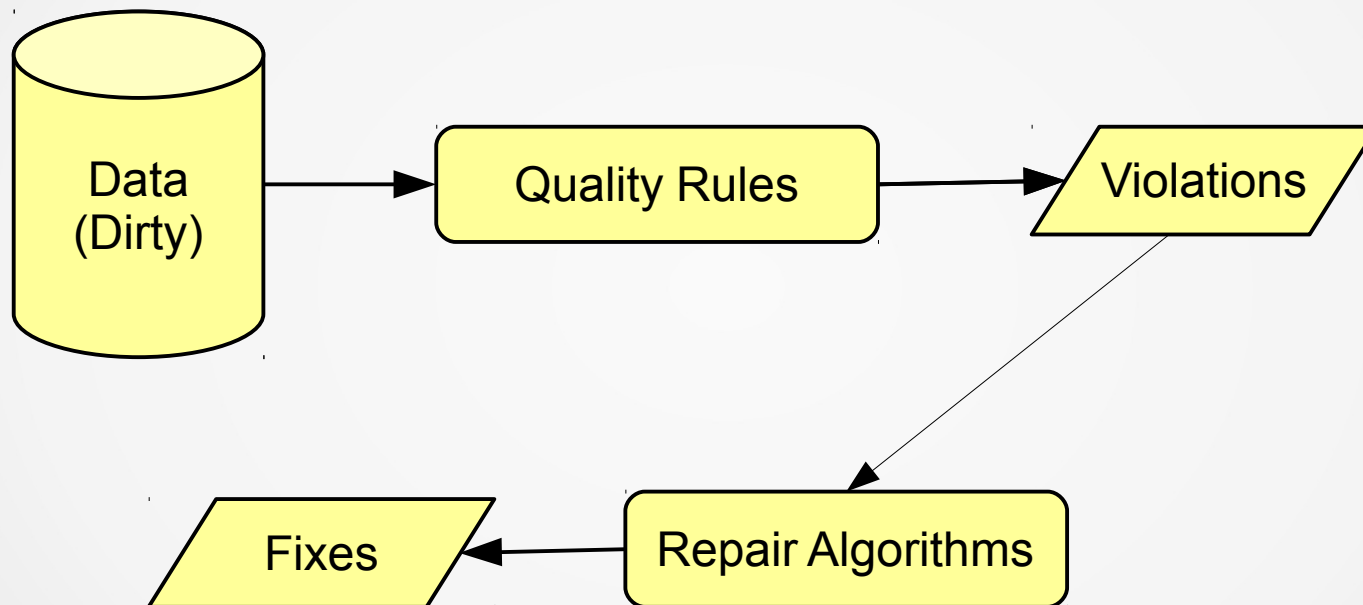 Data
(Dirty)
Quality Rules
Violations
Repair Algorithms
Fixes